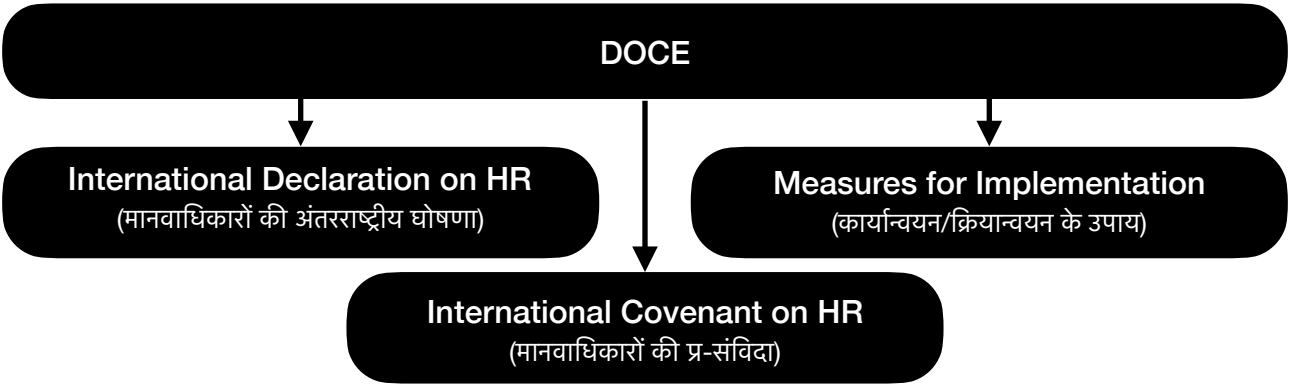 DOCE
International Declaration on HR
(मानवाधिकारों की अंतरराष्ट्रीय घोषणा)
Measures for Implementation
(कार्यान्वयन/क्रियान्वयन के उपाय)
International Covenant on HR
(मानवाधिकारों की प्र-संविदा)